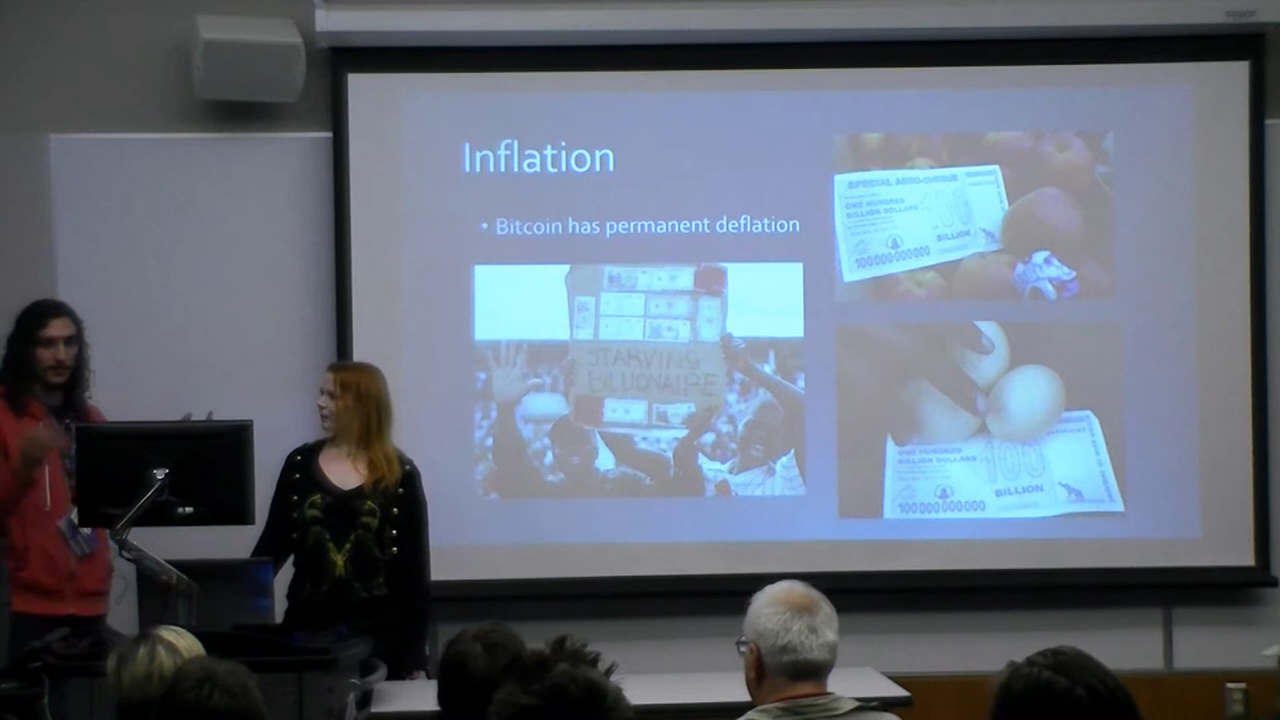 Inflation
• Bitcoin has permanent deflation
SPECIAL AGRO-CHEQUE
ONE HUNDRED
BILLION DOLLARS
100
BILLION
100000000000
STARVING
BILLIONAIRE
ONE HUNDRED
BILLION DOLLARS
100
BILLION
100000000000